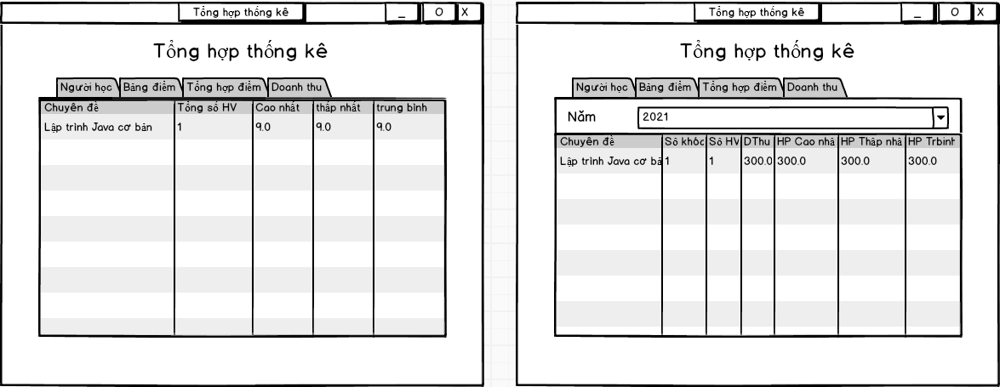 Tổng hợp thống kê _ O X
Tổng hợp thống kê
Người học Bảng điểm Tổng hợp điểm Doanh thu
Chuyên đề Tổng số HV Cao nhất thấp nhất trung bình
Lập trình Java cơ bản 1 9.0 9.0 9.0
Tổng hợp thống kê _ O X
Tổng hợp thống kê
Người học Bảng điểm Tổng hợp điểm Doanh thu
Năm 2021
Chuyên đề Số khóc Số HV DThu HP Cao nhấ HP Thấp nhấ HP Trbinh
Lập trình Java cơ bả 1 1 300.0 300.0 300.0 300.0